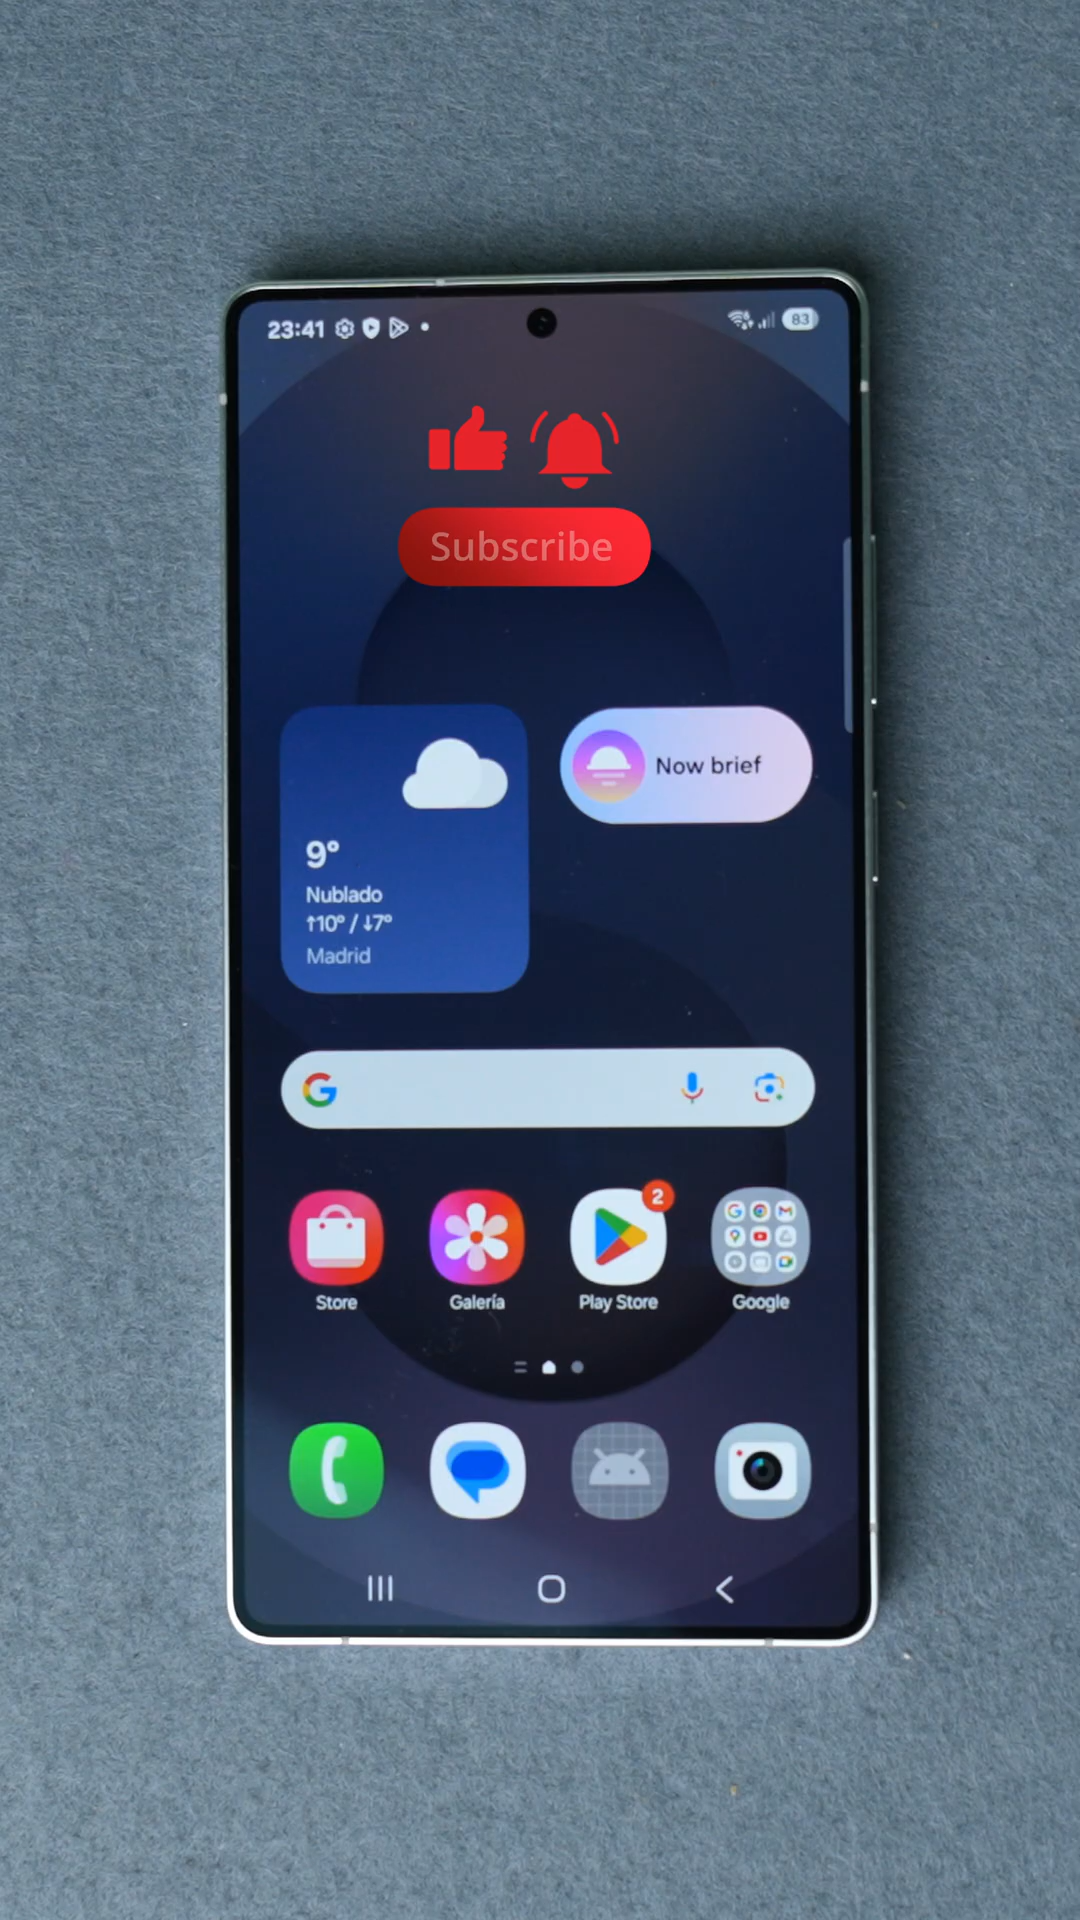 23:41
83
Subscribe
Now brief
9°
Nublado
↑10° / ↓7°
Madrid
2
Store
Galería
Play Store
Google